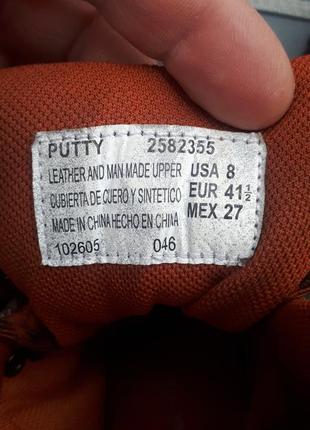 PUTTY 2582355
LEATHER AND MAN MADE UPPER USA 8
CUBIERTA DE CUERO Y SINTETICO EUR 41 1/2
MADE IN CHINA HECHO EN CHINA MEX 27
102605 046